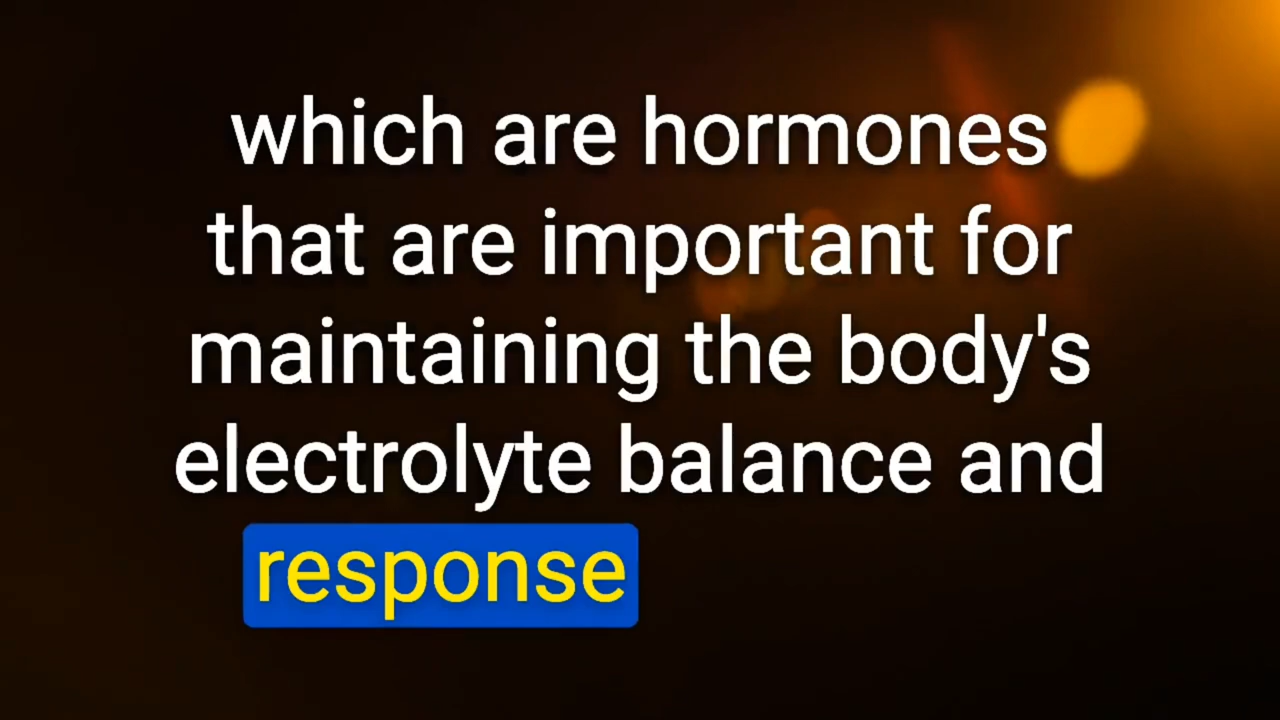 which are hormones
that are important for
maintaining the body's
electrolyte balance and
response